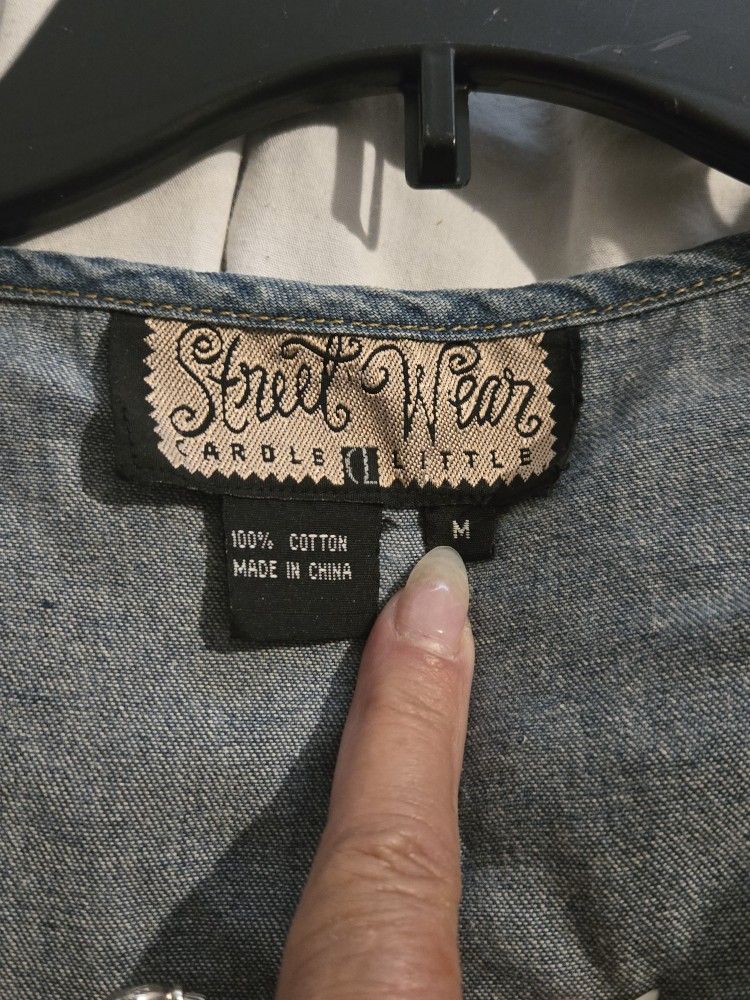 Street Wear
CAROLE CL LITTLE
100% COTTON
MADE IN CHINA
M